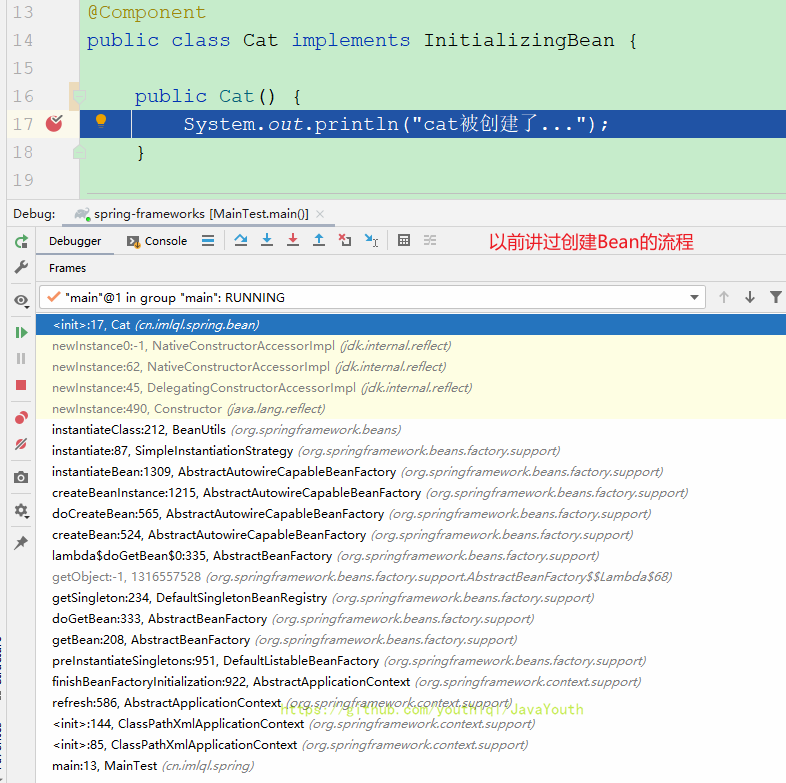 13 @Component
14 public class Cat implements InitializingBean {
15
16 public Cat() {
17 System.out.println("cat被创建了...");
18 }
19
Debug: spring-frameworks [MainTest.main()]
Debugger Console 以前讲过创建Bean的流程
Frames
"main"@1 in group "main": RUNNING
<init>:17, Cat (cn.imlql.spring.bean)
newInstance0:-1, NativeConstructorAccessorImpl (jdk.internal.reflect)
newInstance:62, NativeConstructorAccessorImpl (jdk.internal.reflect)
newInstance:45, DelegatingConstructorAccessorImpl (jdk.internal.reflect)
newInstance:490, Constructor (java.lang.reflect)
instantiateClass:212, BeanUtils (org.springframework.beans)
instantiate:87, SimpleInstantiationStrategy (org.springframework.beans.factory.support)
instantiateBean:1309, AbstractAutowireCapableBeanFactory (org.springframework.beans.factory.support)
createBeanInstance:1215, AbstractAutowireCapableBeanFactory (org.springframework.beans.factory.support)
doCreateBean:565, AbstractAutowireCapableBeanFactory (org.springframework.beans.factory.support)
createBean:524, AbstractAutowireCapableBeanFactory (org.springframework.beans.factory.support)
lambda$doGetBean$0:335, AbstractBeanFactory (org.springframework.beans.factory.support)
getObject:-1, 1316557528 (org.springframework.beans.factory.support.AbstractBeanFactory$$Lambda$68)
getSingleton:234, DefaultSingletonBeanRegistry (org.springframework.beans.factory.support)
doGetBean:333, AbstractBeanFactory (org.springframework.beans.factory.support)
getBean:208, AbstractBeanFactory (org.springframework.beans.factory.support)
preInstantiateSingletons:951, DefaultListableBeanFactory (org.springframework.beans.factory.support)
finishBeanFactoryInitialization:922, AbstractApplicationContext (org.springframework.context.support)
refresh:586, AbstractApplicationContext (org.springframework.context.support)
https://github.com/youthlql/JavaYouth
<init>:144, ClassPathXmlApplicationContext (org.springframework.context.support)
<init>:85, ClassPathXmlApplicationContext (org.springframework.context.support)
main:13, MainTest (cn.imlql.spring)